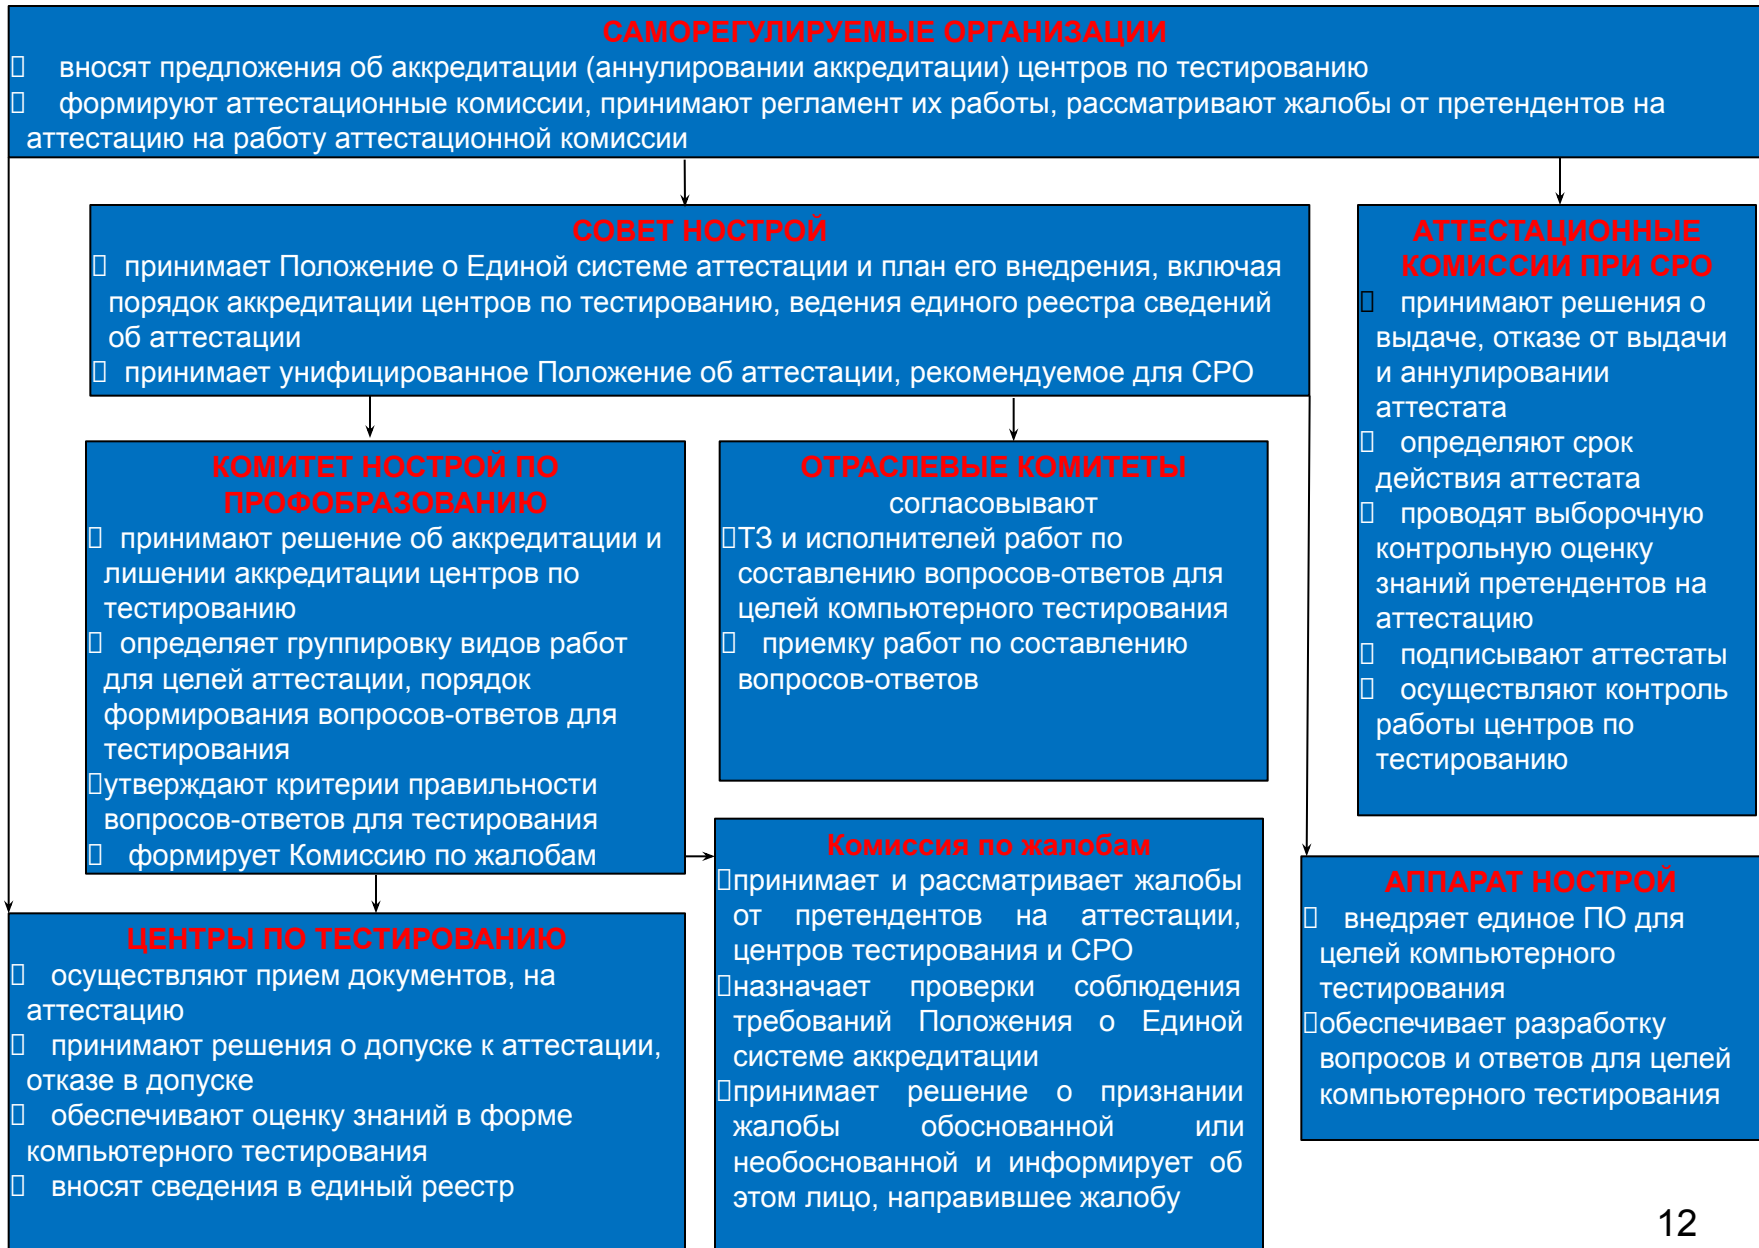 САМОРЕГУЛИРУЕМЫЕ ОРГАНИЗАЦИИ
вносят предложения об аккредитации (аннулировании аккредитации) центров по тестированию
формируют аттестационные комиссии, принимают регламент их работы, рассматривают жалобы от претендентов на
аттестацию на работу аттестационной комиссии
СОВЕТ НОСТРОЙ
принимает Положение о Единой системе аттестации и план его внедрения, включая
порядок аккредитации центров по тестированию, ведения единого реестра сведений
об аттестации
принимает унифицированное Положение об аттестации, рекомендуемое для СРО
АТТЕСТАЦИОННЫЕ
КОМИССИИ ПРИ СРО
принимают решения о
выдаче, отказе от выдачи
и аннулировании
аттестата
определяют срок
действия аттестата
проводят выборочную
контрольную оценку
знаний претендентов на
аттестацию
подписывают аттестаты
осуществляют контроль
работы центров по
тестированию
КОМИТЕТ НОСТРОЙ ПО
ПРОФОБРАЗОВАНИЮ
принимают решение об аккредитации и
лишении аккредитации центров по
тестированию
определяет группировку видов работ
для целей аттестации, порядок
формирования вопросов-ответов для
тестирования
утверждают критерии правильности
вопросов-ответов для тестирования
формирует Комиссию по жалобам
ОТРАСЛЕВЫЕ КОМИТЕТЫ
согласовывают
ТЗ и исполнителей работ по
составлению вопросов-ответов для
целей компьютерного тестирования
приемку работ по составлению
вопросов-ответов
ЦЕНТРЫ ПО ТЕСТИРОВАНИЮ
осуществляют прием документов, на
аттестацию
принимают решения о допуске к аттестации,
отказе в допуске
обеспечивают оценку знаний в форме
компьютерного тестирования
вносят сведения в единый реестр
Комиссия по жалобам
принимает и рассматривает жалобы
от претендентов на аттестации,
центров тестирования и СРО
назначает проверки соблюдения
требований Положения о Единой
системе аккредитации
принимает решение о признании
жалобы обоснованной или
необоснованной и информирует об
этом лицо, направившее жалобу
АППАРАТ НОСТРОЙ
внедряет единое ПО для
целей компьютерного
тестирования
обеспечивает разработку
вопросов и ответов для целей
компьютерного тестирования
12